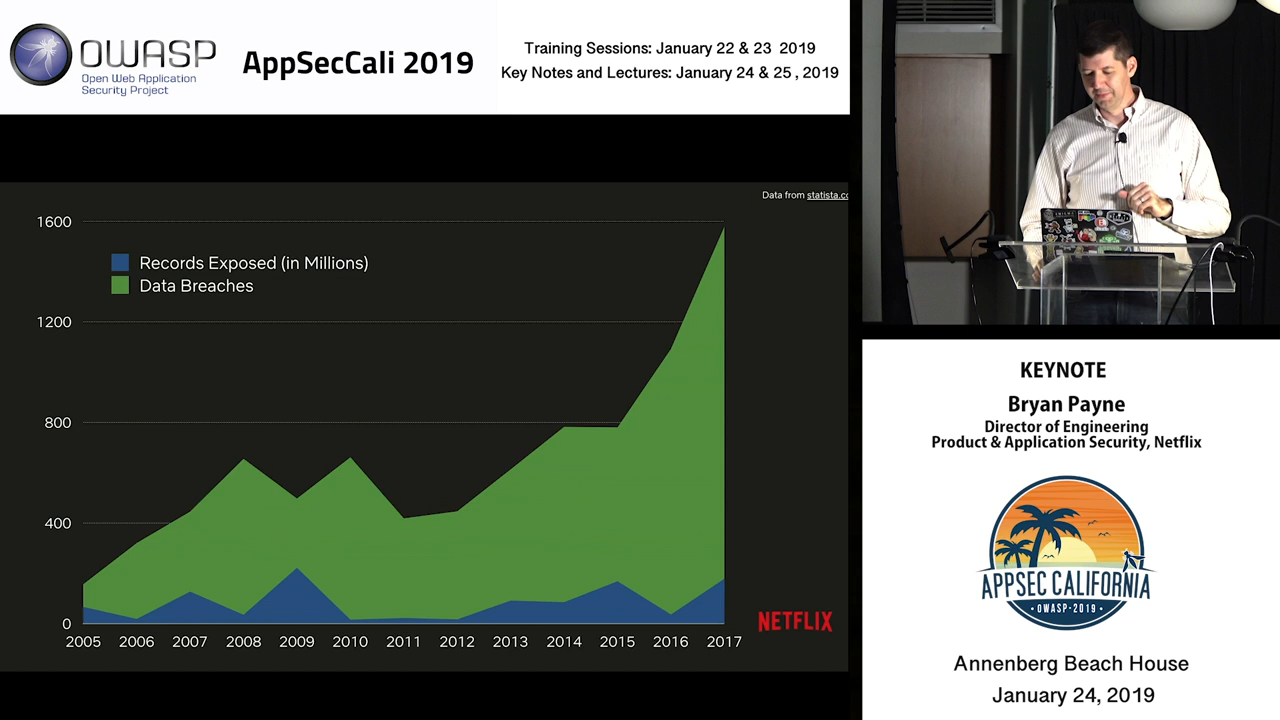 OWASP
Open Web Application
Security Project
AppSecCali 2019
Training Sessions: January 22 & 23 2019
Key Notes and Lectures: January 24 & 25, 2019
Data from statista.co
1600
1200
800
400
0
Records Exposed (in Millions)
Data Breaches
2005 2006 2007 2008 2009 2010 2011 2012 2013 2014 2015 2016 2017
NETFLIX
KEYNOTE
Bryan Payne
Director of Engineering
Product & Application Security, Netflix
APPSEC CALIFORNIA
· OWASP·2019 ·
Annenberg Beach House
January 24, 2019